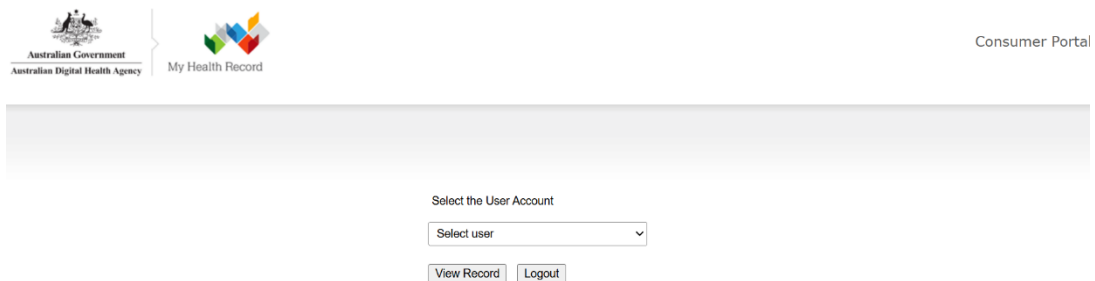 Australian Government
Australian Digital Health Agency
My Health Record
Consumer Portal
Select the User Account
Select user
View Record
Logout